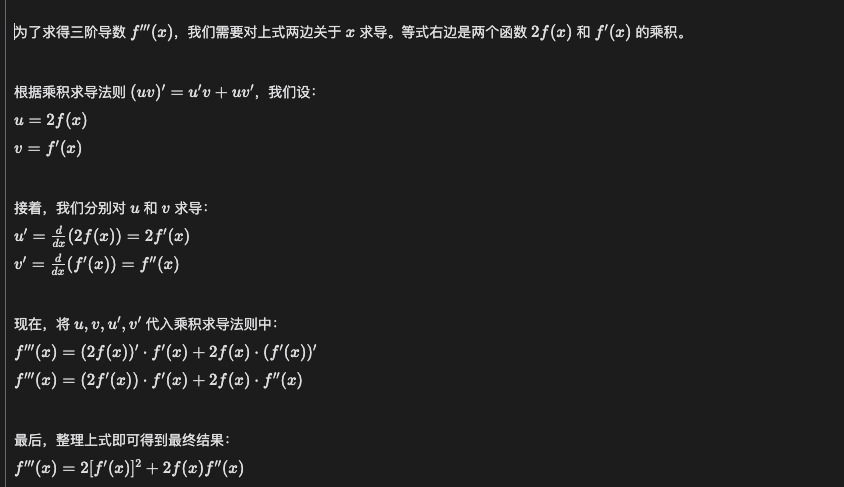 为了求得三阶导数 f'''(x)，我们需要对上式两边关于 x 求导。等式右边是两个函数 2f(x) 和 f'(x) 的乘积。
根据乘积求导法则 (uv)' = u'v + uv'，我们设：
u = 2f(x)
v = f'(x)
接着，我们分别对 u 和 v 求导：
u' = \frac{d}{dx}(2f(x)) = 2f'(x)
v' = \frac{d}{dx}(f'(x)) = f''(x)
现在，将 u, v, u', v' 代入乘积求导法则中：
f'''(x) = (2f(x))' · f'(x) + 2f(x) · (f'(x))'
f'''(x) = (2f'(x)) · f'(x) + 2f(x) · f''(x)
最后，整理上式即可得到最终结果：
f'''(x) = 2[f'(x)]² + 2f(x)f''(x)